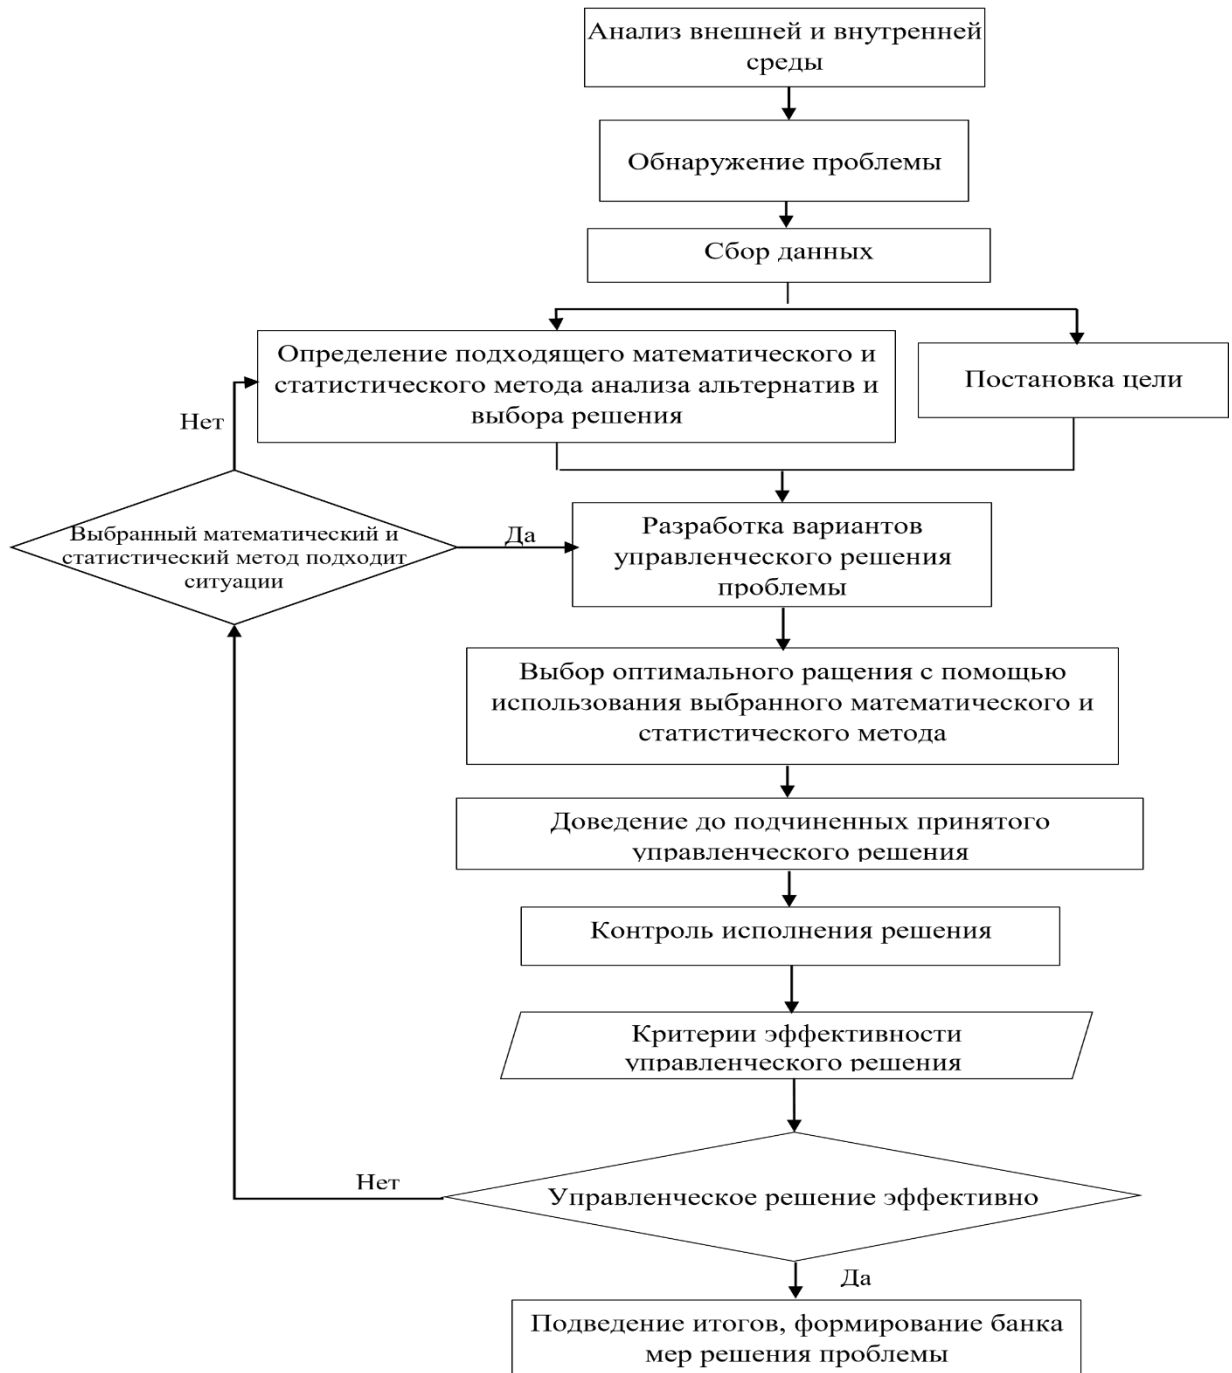 Анализ внешней и внутренней
среды
Обнаружение проблемы
Сбор данных
Определение подходящего математического и
статистического метода анализа альтернатив и
выбора решения
Постановка цели
Нет
Выбранный математический и
статистический метод подходит
ситуации
Да
Разработка вариантов
управленческого решения
проблемы
Выбор оптимального ращения с помощью
использования выбранного математического и
статистического метода
Доведение до подчиненных принятого
управленческого решения
Контроль исполнения решения
Критерии эффективности
управленческого решения
Нет
Управленческое решение эффективно
Да
Подведение итогов, формирование банка
мер решения проблемы